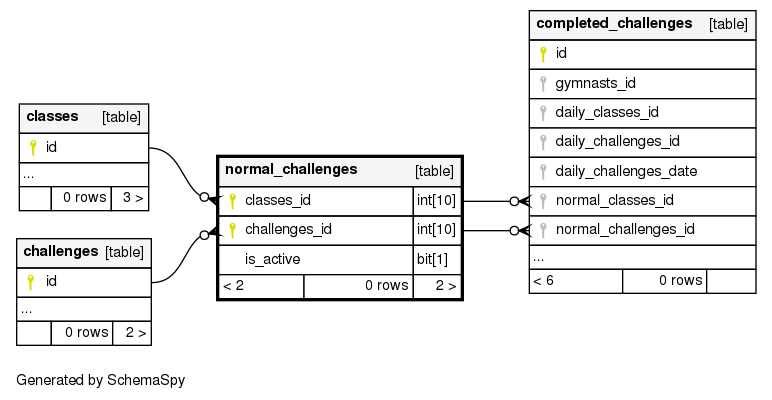 classes [table]
id
...
0 rows 3 >
challenges [table]
id
...
0 rows 2 >
normal_challenges [table]
classes_id int[10]
challenges_id int[10]
is_active bit[1]
< 2 0 rows 2 >
completed_challenges [table]
id
gymnasts_id
daily_classes_id
daily_challenges_id
daily_challenges_date
normal_classes_id
normal_challenges_id
...
< 6 0 rows
Generated by SchemaSpy